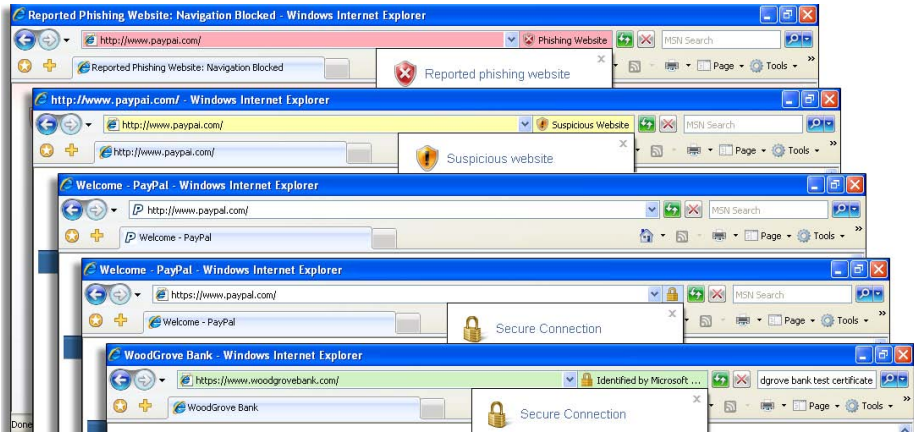 Reported Phishing Website: Navigation Blocked - Windows Internet Explorer
http://www.paypai.com/ Phishing Website MSN Search
Reported Phishing Website: Navigation Blocked Page Tools »
Reported phishing website x
http://www.paypai.com/ - Windows Internet Explorer
http://www.paypai.com/ Suspicious Website MSN Search
http://www.paypai.com/ Page Tools »
Suspicious website x
Welcome - PayPal - Windows Internet Explorer
http://www.paypal.com/ MSN Search
Welcome - PayPal Page Tools »
Welcome - PayPal - Windows Internet Explorer
https://www.paypal.com/ MSN Search
Welcome - PayPal Page Tools »
Secure Connection x
WoodGrove Bank - Windows Internet Explorer
https://www.woodgrovebank.com/ Identified by Microsoft ... dgrove bank test certificate
WoodGrove Bank Page Tools »
Secure Connection x
Done